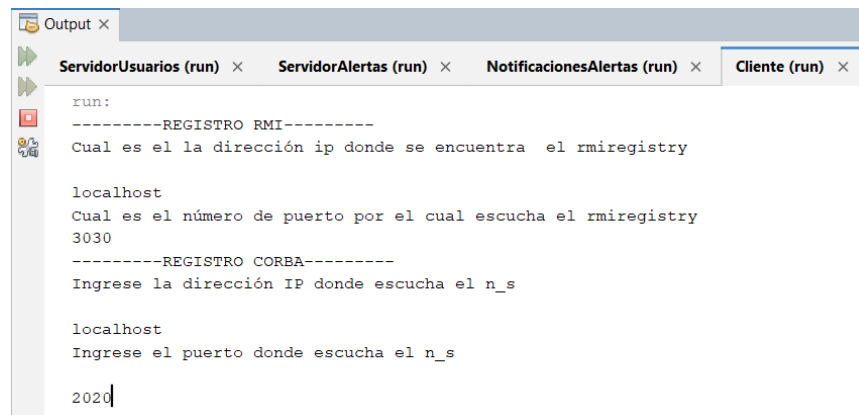 Output ×
ServidorUsuarios (run) × ServidorAlertas (run) × NotificacionesAlertas (run) × Cliente (run) ×
run:
---------REGISTRO RMI---------
Cual es el la dirección ip donde se encuentra  el rmiregistry
localhost
Cual es el número de puerto por el cual escucha el rmiregistry
3030
---------REGISTRO CORBA---------
Ingrese la dirección IP donde escucha el n_s
localhost
Ingrese el puerto donde escucha el n_s
2020